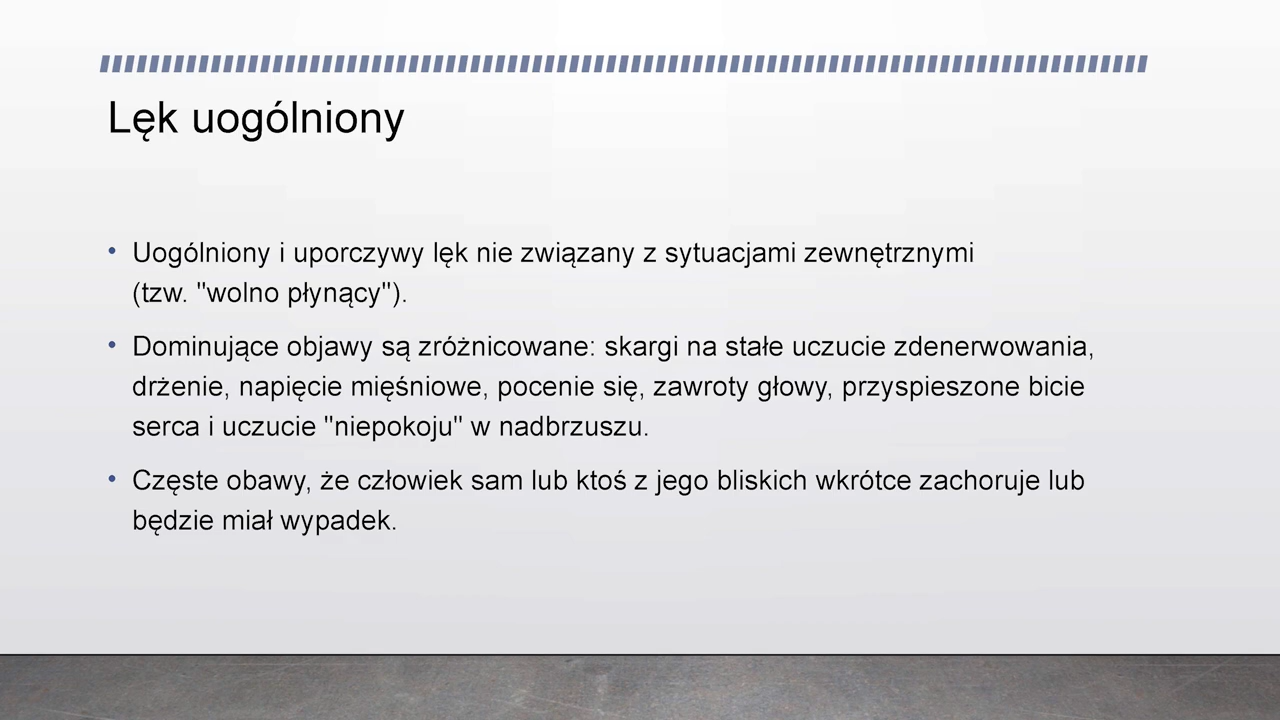 Lęk uogólniony
• Uogólniony i uporczywy lęk nie związany z sytuacjami zewnętrznymi
(tzw. "wolno płynący").
• Dominujące objawy są zróżnicowane: skargi na stałe uczucie zdenerwowania,
drżenie, napięcie mięśniowe, pocenie się, zawroty głowy, przyspieszone bicie
serca i uczucie "niepokoju" w nadbrzuszu.
• Częste obawy, że człowiek sam lub ktoś z jego bliskich wkrótce zachoruje lub
będzie miał wypadek.